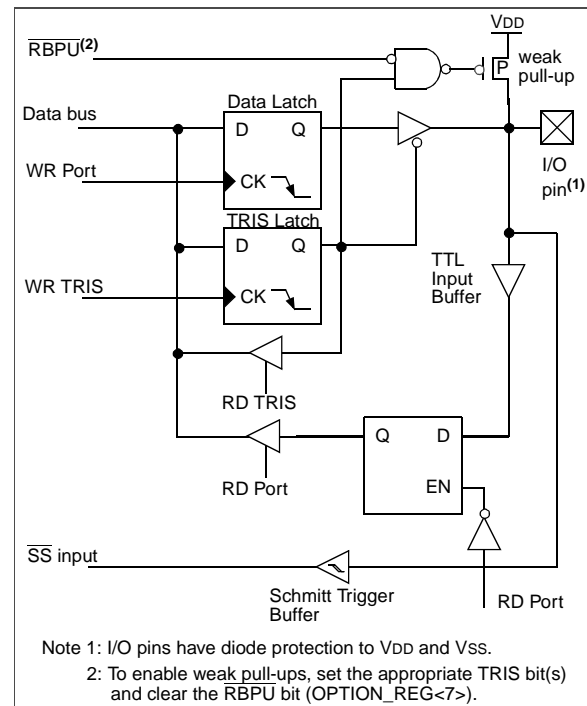 VDD
RBPU(2)
P
weak
pull-up
Data Latch
Data bus
D Q
I/O
pin(1)
WR Port
CK
TRIS Latch
D Q
TTL
Input
Buffer
WR TRIS
CK
RD TRIS
Q D
RD Port
EN
SS input
Schmitt Trigger
Buffer
RD Port
Note 1: I/O pins have diode protection to VDD and VSS.
2: To enable weak pull-ups, set the appropriate TRIS bit(s)
and clear the RBPU bit (OPTION_REG<7>).